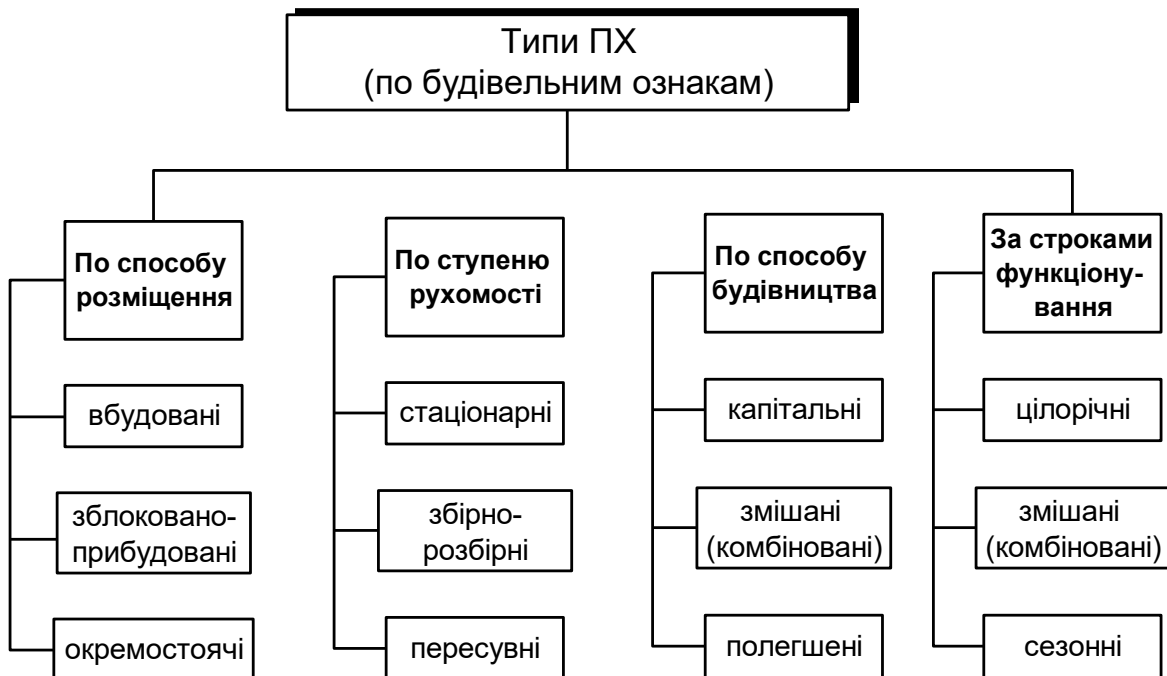 Типи ПХ
(по будівельним ознакам)
По способу
розміщення
вбудовані
зблоковано-
прибудовані
окремостоячі
По ступеню
рухомості
стаціонарні
збірно-
розбірні
пересувні
По способу
будівництва
капітальні
змішані
(комбіновані)
полегшені
За строками
функціону-
вання
цілорічні
змішані
(комбіновані)
сезонні